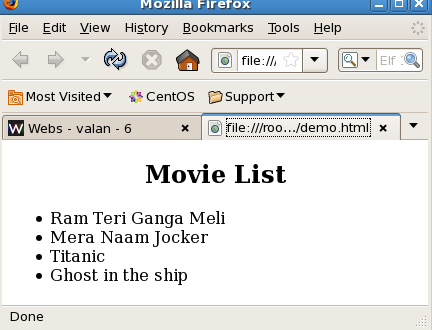 Mozilla Firefox
File Edit View History Bookmarks Tools Help
file:///
Most Visited CentOS Support
Webs - valan - 6 file:///roo.../demo.html
Movie List
Ram Teri Ganga Meli
Mera Naam Jocker
Titanic
Ghost in the ship
Done